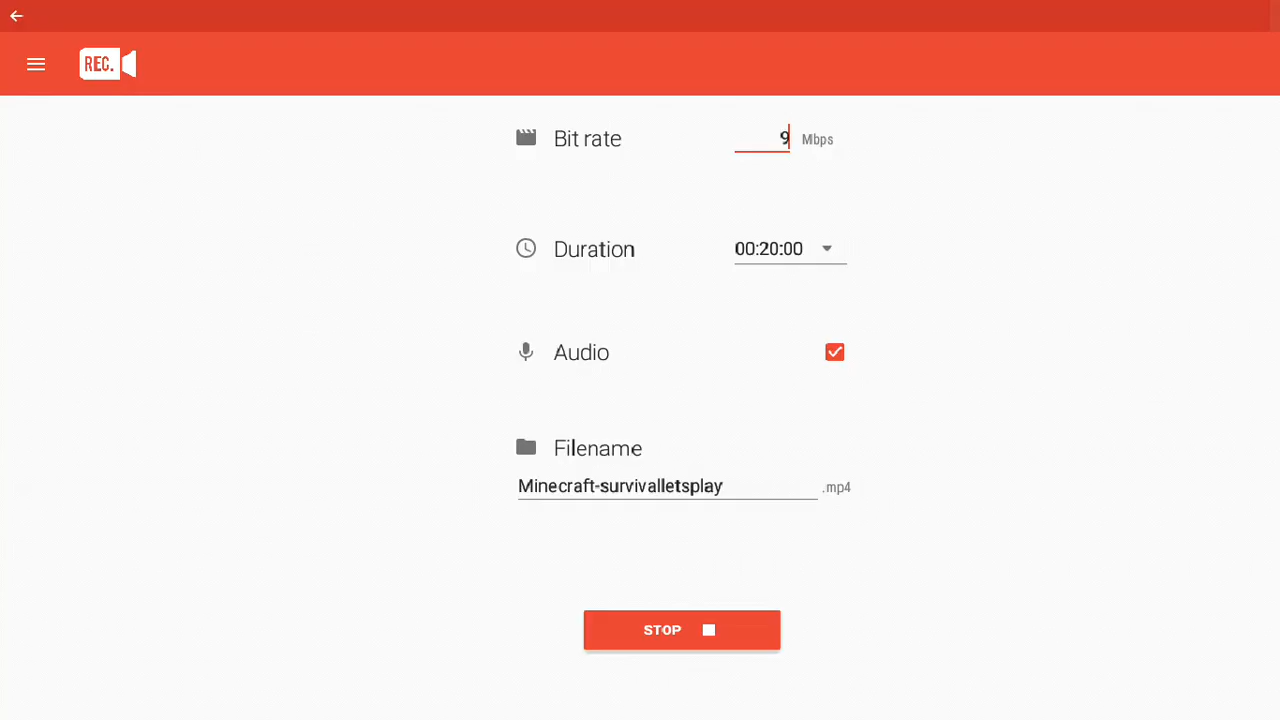 REC.
Bit rate 9 Mbps
Duration 00:20:00
Audio
Filename
Minecraft-survivalletsplay .mp4
STOP